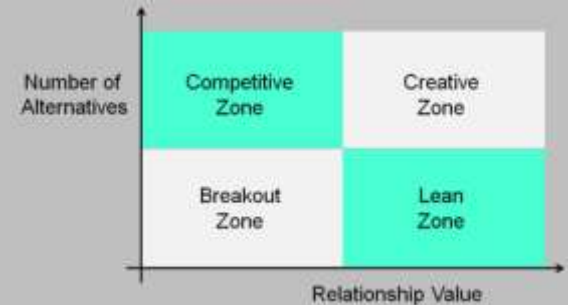 Number of
Alternatives
Competitive
Zone
Creative
Zone
Breakout
Zone
Lean
Zone
Relationship Value